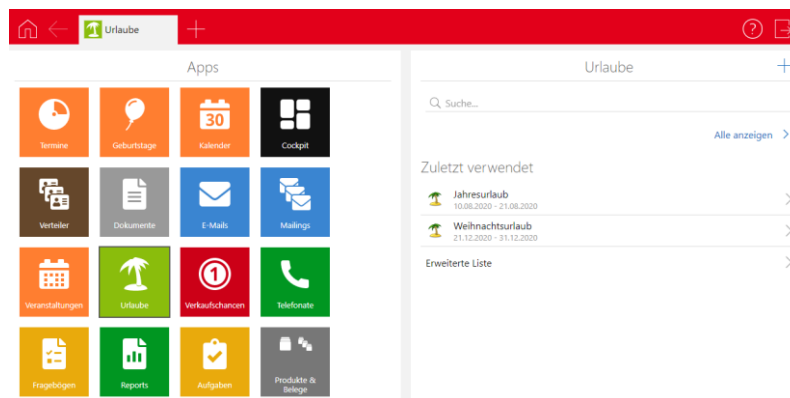 Urlaube
Apps
Termine
Geburtstage
30
Kalender
Cockpit
Verteiler
Dokumente
E-Mails
Mailings
Veranstaltungen
Urlaube
1
Verkaufschancen
Telefonate
Fragebögen
Reports
Aufgaben
Produkte &
Belege
Urlaube
Suche...
Alle anzeigen
Zuletzt verwendet
Jahresurlaub
10.08.2020 - 21.08.2020
Weihnachtsurlaub
21.12.2020 - 31.12.2020
Erweiterte Liste